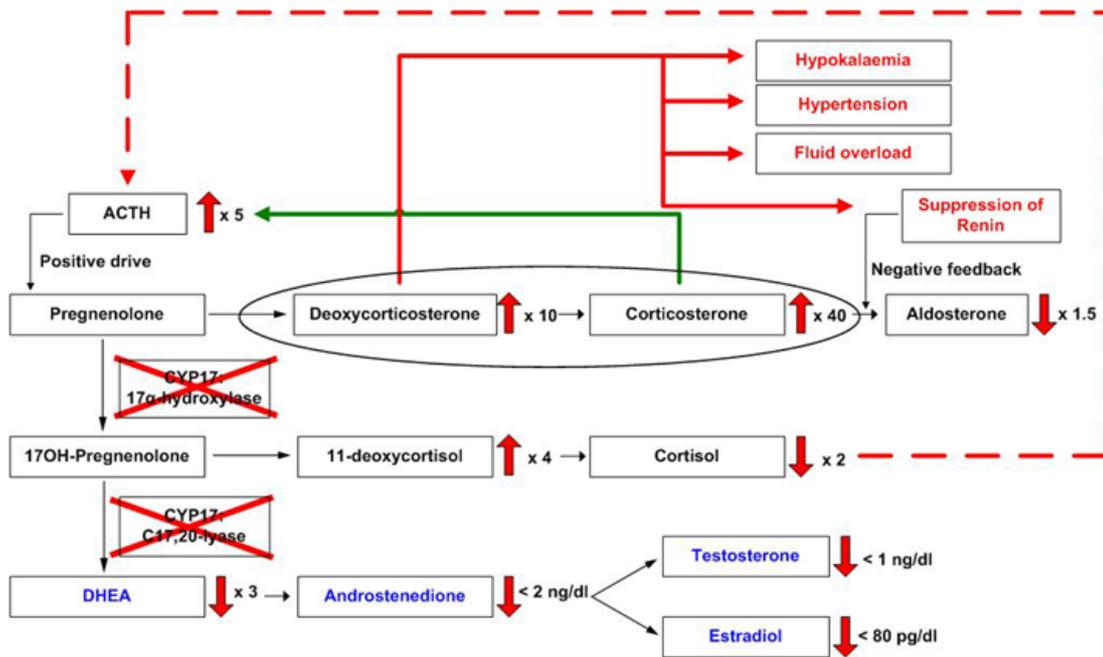 Hypokalaemia
Hypertension
Fluid overload
ACTH
x 5
Suppression of
Renin
Positive drive
Negative feedback
Pregnenolone
Deoxycorticosterone
x 10
Corticosterone
x 40
Aldosterone
x 1.5
CYP17:
17α-hydroxylase
17OH-Pregnenolone
11-deoxycortisol
x 4
Cortisol
x 2
CYP17:
C17,20-lyase
Testosterone
< 1 ng/dl
DHEA
x 3
Androstenedione
< 2 ng/dl
Estradiol
< 80 pg/dl